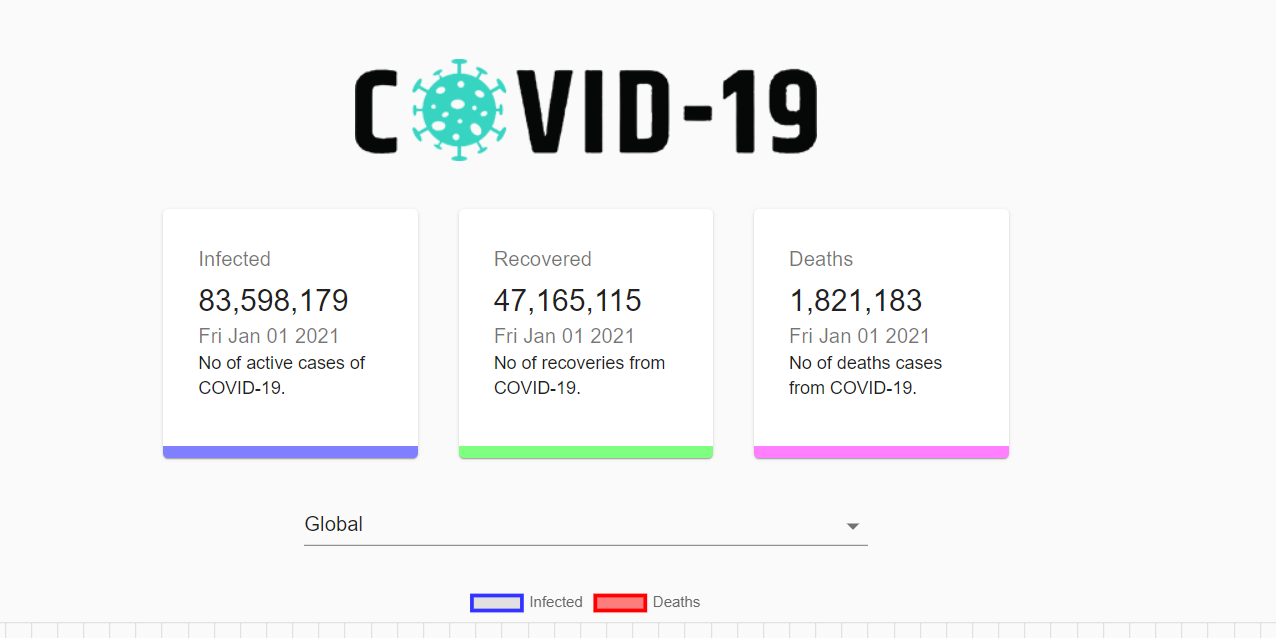 COVID-19
Infected
83,598,179
Fri Jan 01 2021
No of active cases of
COVID-19.
Recovered
47,165,115
Fri Jan 01 2021
No of recoveries from
COVID-19.
Deaths
1,821,183
Fri Jan 01 2021
No of deaths cases
from COVID-19.
Global
Infected Deaths